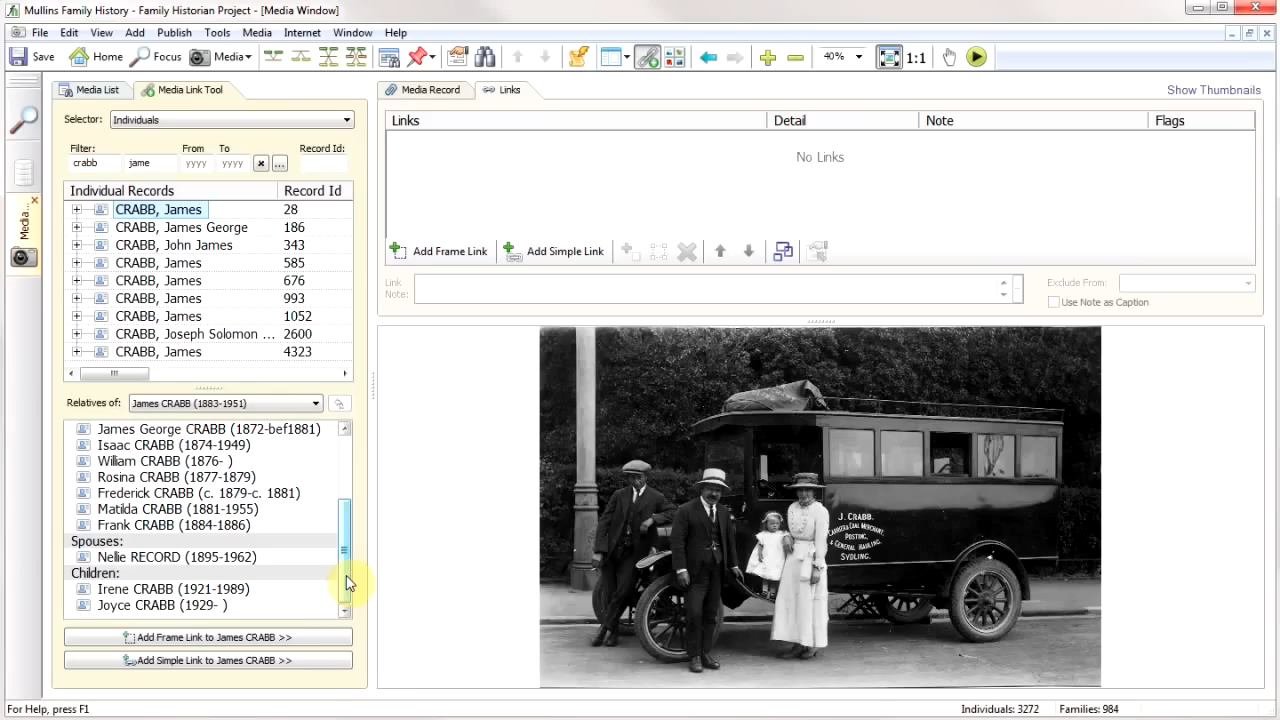 Mullins Family History - Family Historian Project - [Media Window]
File Edit View Add Publish Tools Media Internet Window Help
Save Home Focus Media 40% 1:1
Media List Media Link Tool
Selector: Individuals
Filter: From To Record Id:
crabb jame yyyy yyyy ...
Individual Records Record Id
CRABB, James 28
CRABB, James George 186
CRABB, John James 343
CRABB, James 585
CRABB, James 676
CRABB, James 993
CRABB, James 1052
CRABB, Joseph Solomon ... 2600
CRABB, James 4323
Relatives of: James CRABB (1883-1951)
James George CRABB (1872-bef1881)
Isaac CRABB (1874-1949)
William CRABB (1876- )
Rosina CRABB (1877-1879)
Frederick CRABB (c. 1879-c. 1881)
Matilda CRABB (1881-1955)
Frank CRABB (1884-1886)
Spouses:
Nellie RECORD (1895-1962)
Children:
Irene CRABB (1921-1989)
Joyce CRABB (1929- )
Add Frame Link to James CRABB >>
Add Simple Link to James CRABB >>
Media...
Media Record Links Show Thumbnails
Links Detail Note Flags
No Links
Add Frame Link Add Simple Link
Link Note: Exclude From:
Use Note as Caption
J. CRABB.
CARRIER & COAL MERCHANT,
POSTING,
& GENERAL HAULING,
SYDLING.
For Help, press F1 Individuals: 3272 Families: 984